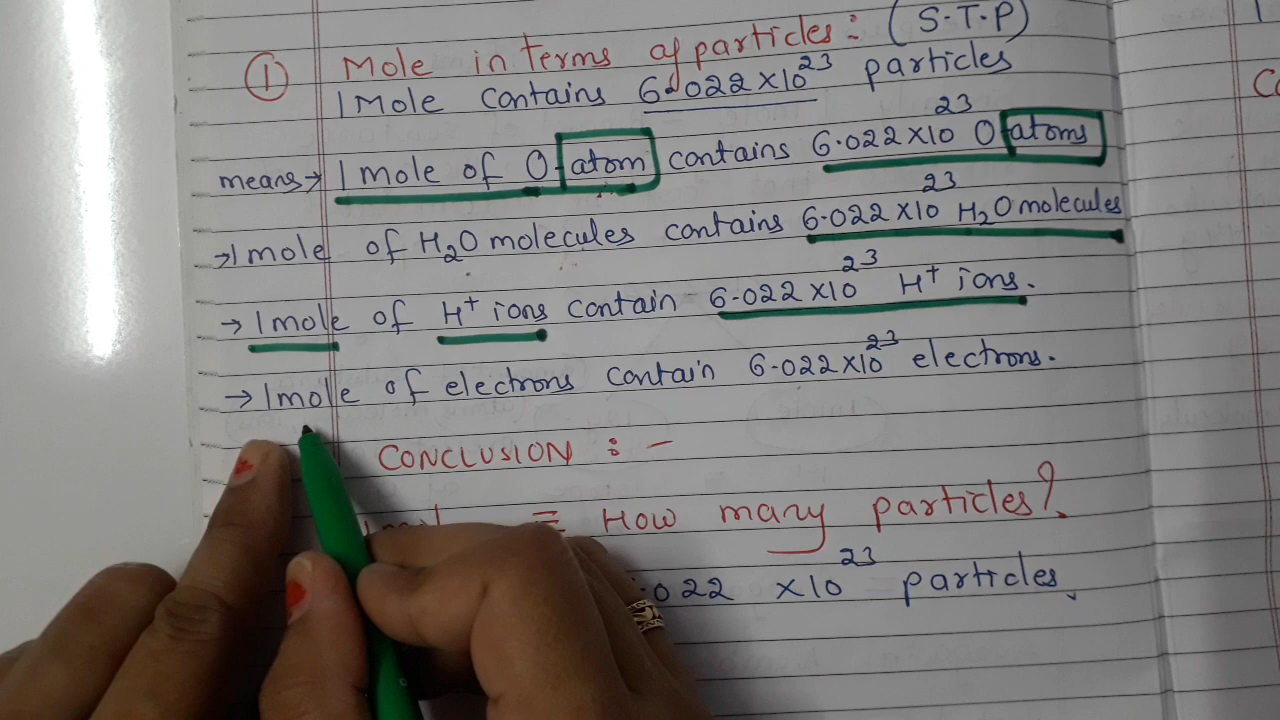 ① Mole in terms of particles: (S.T.P)
1 Mole contains 6.022 x 10²³ particles
means→ 1 mole of O-atom contains 6.022 x 10²³ O-atoms
→ 1 mole of H₂O molecules contains 6.022 x 10²³ H₂O molecules
→ 1 mole of H⁺ ions contain 6.022 x 10²³ H⁺ ions.
→ 1 mole of electrons contain 6.022 x 10²³ electrons.
CONCLUSION : -
≡ How many particles?
.022 x 10²³ particles